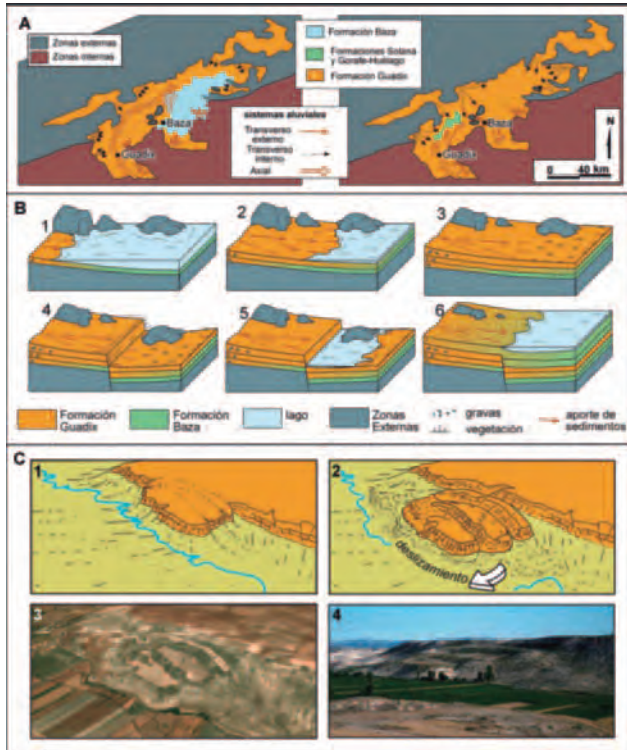 A
Zonas externas
Zonas internas
Baza
Guadix
Formación Baza
Formaciones Solana
y Gorafe-Huélago
Formación Guadix
sistemas aluviales
Transverso
externo
Transverso
interno
Axial
Baza
Guadix
N
0 40 km
B
1
2
3
4
5
6
Formación
Guadix
Formación
Baza
lago
Zonas
Externas
gravas
vegetación
aporte de
sedimentos
C
1
2
deslizamiento
3
4